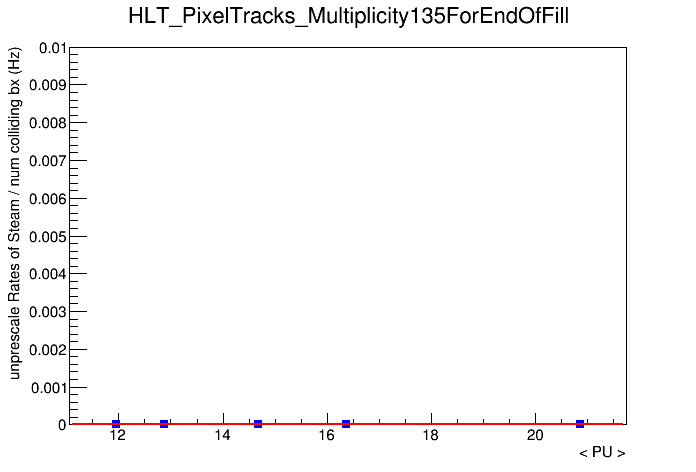 HLT_PixelTracks_Multiplicity135ForEndOfFill
unprescale Rates of Steam / num colliding bx (Hz)
0.01
0.009
0.008
0.007
0.006
0.005
0.004
0.003
0.002
0.001
0
12 14 16 18 20
< PU >